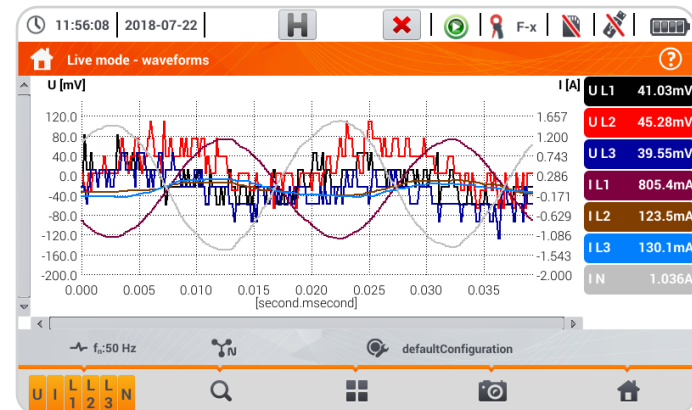 11:56:08 2018-07-22 H F-x
Live mode - waveforms ?
U [mV] I [A]
120.0
80.0
40.0
0.0
-40.0
-80.0
-120.0
-160.0
-200.0
1.657
1.200
0.743
0.286
-0.171
-0.629
-1.086
-1.543
-2.000
0.000 0.005 0.010 0.015 0.020 0.025 0.030 0.035
[second.msecond]
U L1 41.03mV
U L2 45.28mV
U L3 39.55mV
I L1 805.4mA
I L2 123.5mA
I L3 130.1mA
I N 1.036A
fn:50 Hz N defaultConfiguration
U I L1 L2 L3 N